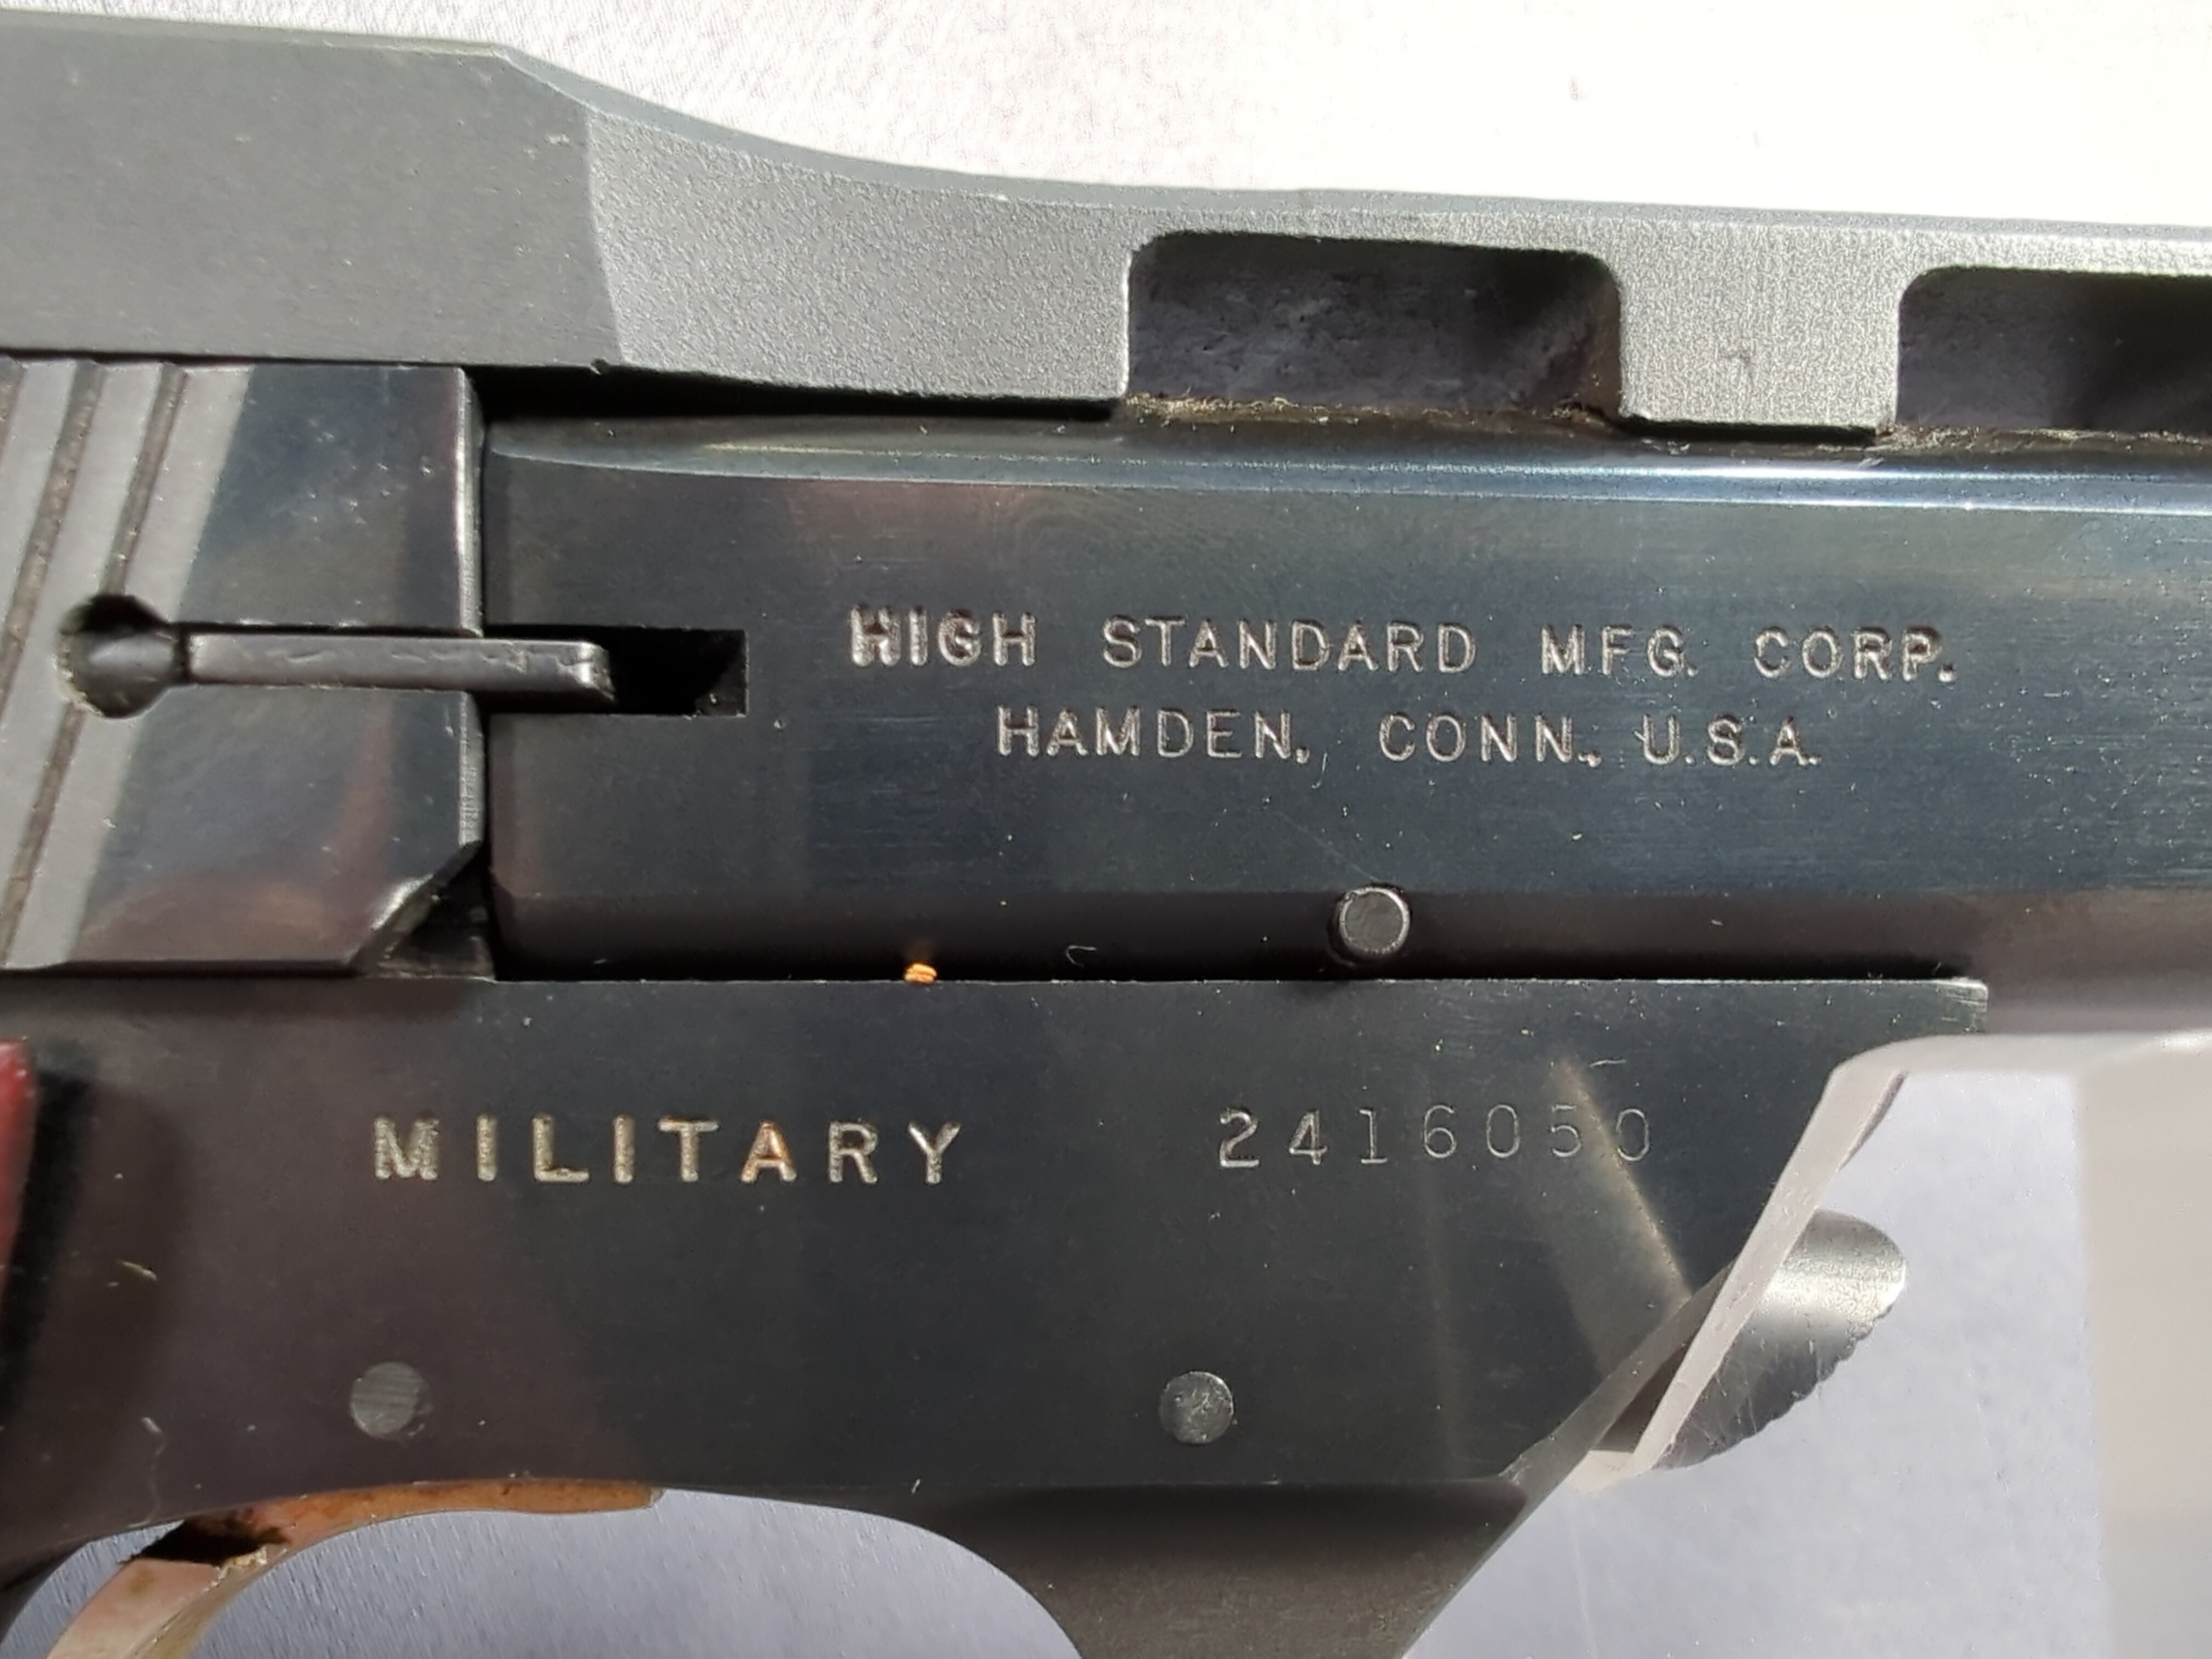 HIGH STANDARD MFG. CORP.
HAMDEN, CONN., U.S.A.
MILITARY 2416050